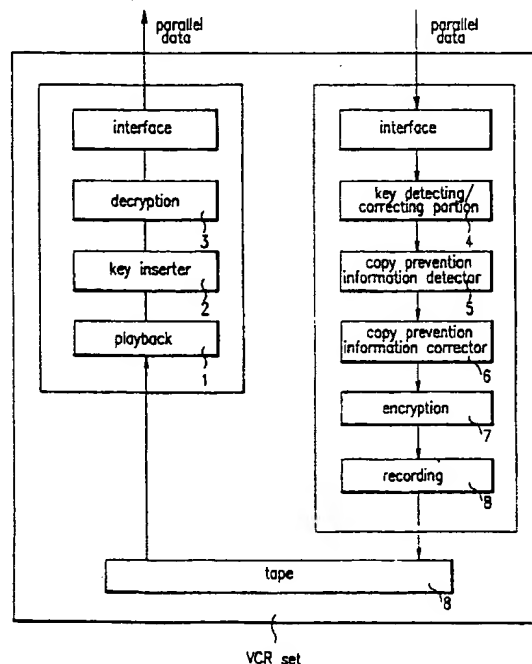 parallel
data
parallel
data
interface
decryption
3
key inserter
2
playback
1
interface
key detecting/
correcting portion
4
copy prevention
information detector
5
copy prevention
information corrector
6
encryption
7
recording
8
tape
8
VCR set